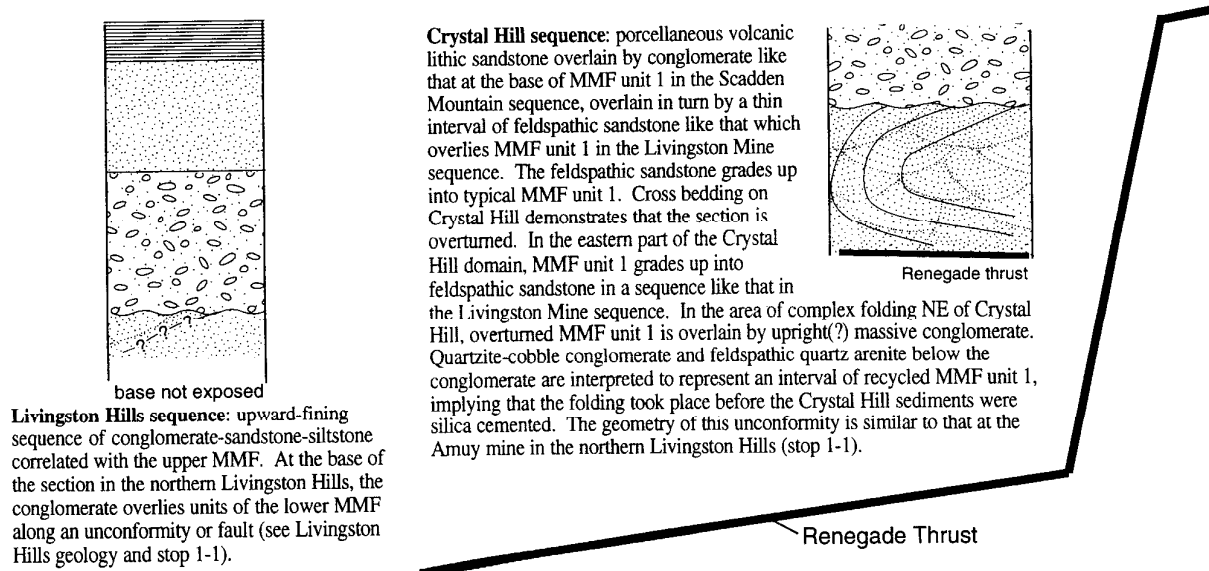 base not exposed
Livingston Hills sequence: upward-fining
sequence of conglomerate-sandstone-siltstone
correlated with the upper MMF. At the base of
the section in the northern Livingston Hills, the
conglomerate overlies units of the lower MMF
along an unconformity or fault (see Livingston
Hills geology and stop 1-1).
?
?
?
Crystal Hill sequence: porcellaneous volcanic
lithic sandstone overlain by conglomerate like
that at the base of MMF unit 1 in the Scadden
Mountain sequence, overlain in turn by a thin
interval of feldspathic sandstone like that which
overlies MMF unit 1 in the Livingston Mine
sequence. The feldspathic sandstone grades up
into typical MMF unit 1. Cross bedding on
Crystal Hill demonstrates that the section is
overturned. In the eastern part of the Crystal
Hill domain, MMF unit 1 grades up into
feldspathic sandstone in a sequence like that in
the Livingston Mine sequence. In the area of complex folding NE of Crystal
Hill, overturned MMF unit 1 is overlain by upright(?) massive conglomerate.
Quartzite-cobble conglomerate and feldspathic quartz arenite below the
conglomerate are interpreted to represent an interval of recycled MMF unit 1,
implying that the folding took place before the Crystal Hill sediments were
silica cemented. The geometry of this unconformity is similar to that at the
Amuy mine in the northern Livingston Hills (stop 1-1).
Renegade thrust
Renegade Thrust